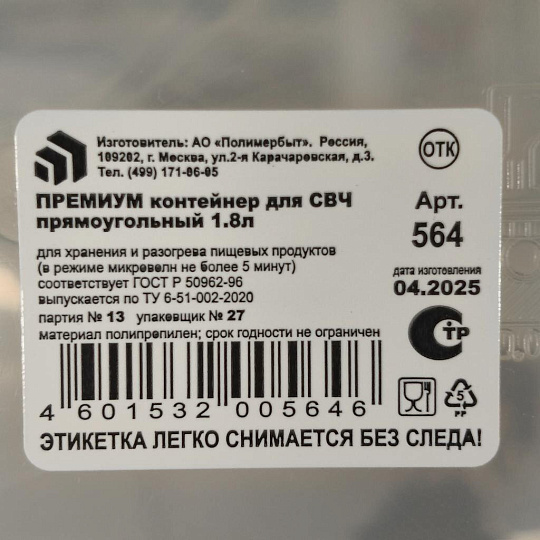 Изготовитель: АО «Полимербыт». Россия,
109202, г. Москва, ул.2-я Карачаровская, д.3.
Тел. (499) 171-06-05
ОТК
ПРЕМИУМ контейнер для СВЧ
прямоугольный 1.8л
Арт.
564
для хранения и разогрева пищевых продуктов
(в режиме микроволн не более 5 минут)
соответствует ГОСТ Р 50962-96
выпускается по ТУ 6-51-002-2020
дата изготовления
04.2025
партия № 13 упаковщик № 27
материал полипропилен; срок годности не ограничен
СТР
4 601532 005646
5
PP
ЭТИКЕТКА ЛЕГКО СНИМАЕТСЯ БЕЗ СЛЕДА!